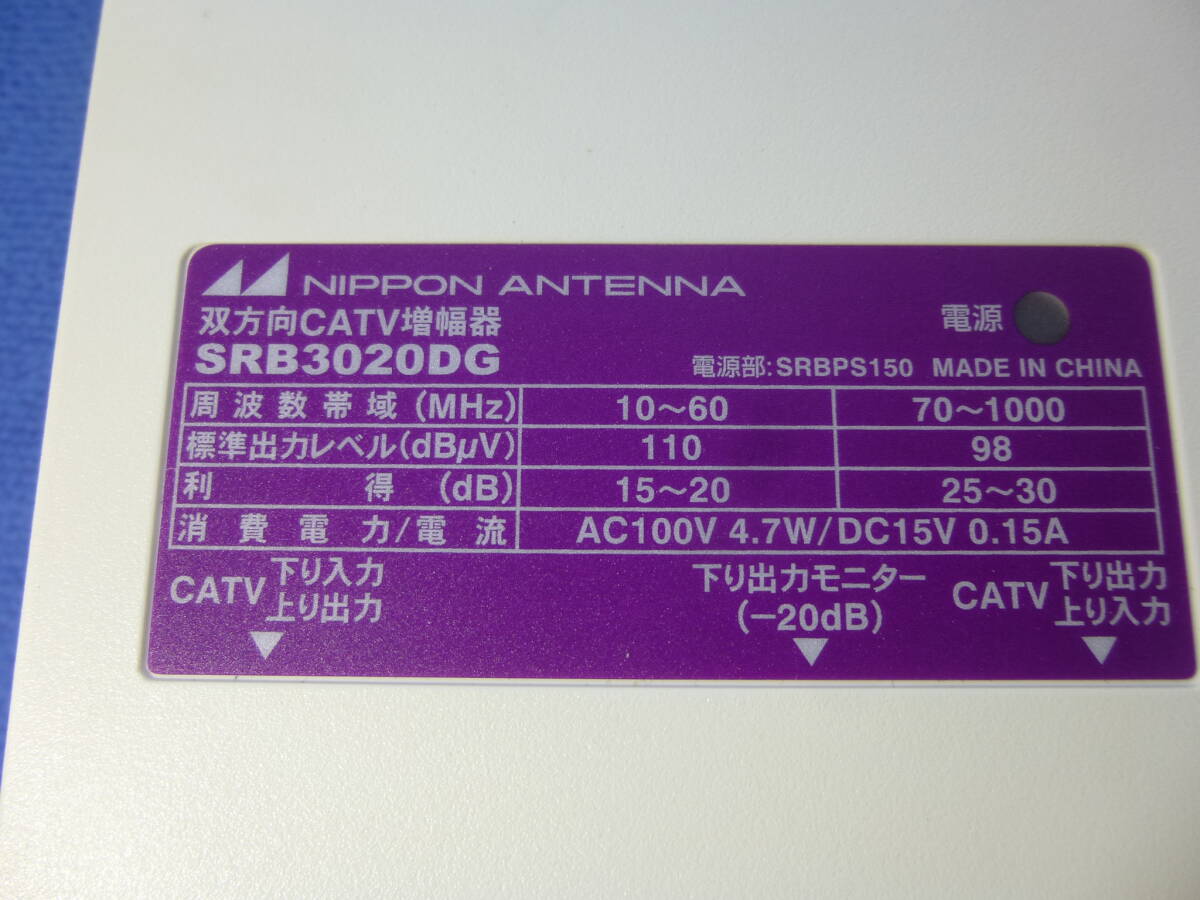 NIPPON ANTENNA
双方向CATV増幅器
電源
SRB3020DG
電源部:SRBPS150 MADE IN CHINA
周波数帯域(MHz) 10~60 70~1000
標準出力レベル(dBμV) 110 98
利得(dB) 15~20 25~30
消費電力/電流 AC100V 4.7W/DC15V 0.15A
CATV 下り入力
上り出力
下り出力モニター
(-20dB)
CATV 下り出力
上り入力